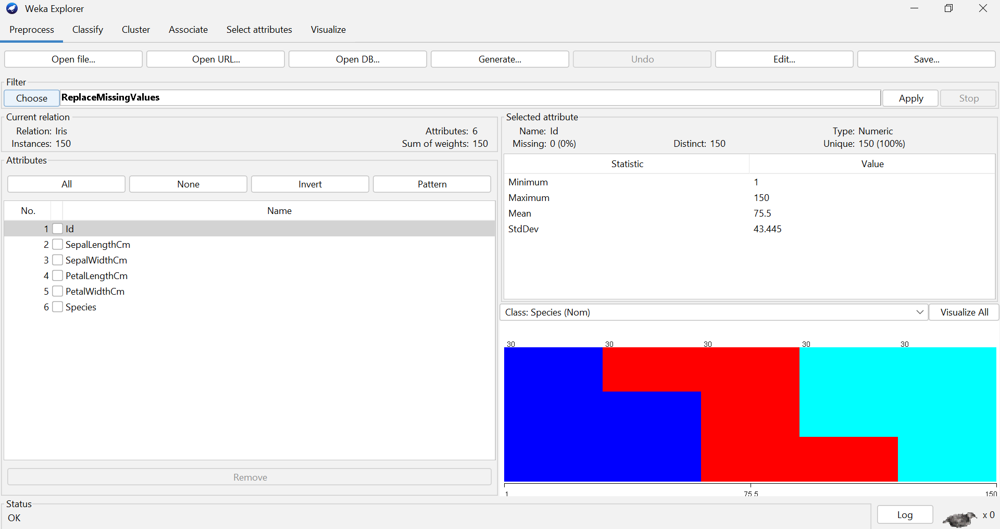 Weka Explorer
Preprocess Classify Cluster Associate Select attributes Visualize
Open file... Open URL... Open DB... Generate... Undo Edit... Save...
Filter
Choose ReplaceMissingValues Apply Stop
Current relation
Relation: Iris Attributes: 6
Instances: 150 Sum of weights: 150
Attributes
All None Invert Pattern
No. Name
1 Id
2 SepalLengthCm
3 SepalWidthCm
4 PetalLengthCm
5 PetalWidthCm
6 Species
Remove
Selected attribute
Name: Id Type: Numeric
Missing: 0 (0%) Distinct: 150 Unique: 150 (100%)
Statistic Value
Minimum 1
Maximum 150
Mean 75.5
StdDev 43.445
Class: Species (Nom) Visualize All
30 30 30 30 30
1 75.5 150
Status
OK
Log x 0